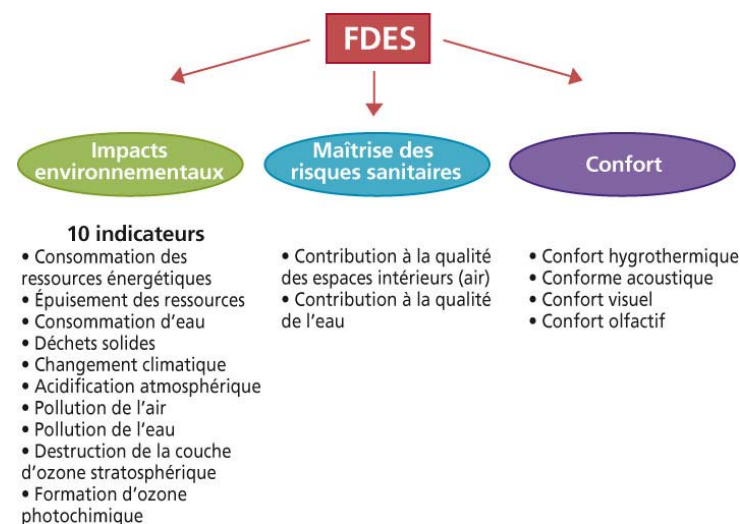 FDES
Impacts
environnementaux
10 indicateurs
• Consommation des
ressources énergétiques
• Épuisement des ressources
• Consommation d'eau
• Déchets solides
• Changement climatique
• Acidification atmosphérique
• Pollution de l'air
• Pollution de l'eau
• Destruction de la couche
d'ozone stratosphérique
• Formation d'ozone
photochimique
Maîtrise des
risques sanitaires
• Contribution à la qualité
des espaces intérieurs (air)
• Contribution à la qualité
de l'eau
Confort
• Confort hygrothermique
• Conforme acoustique
• Confort visuel
• Confort olfactif